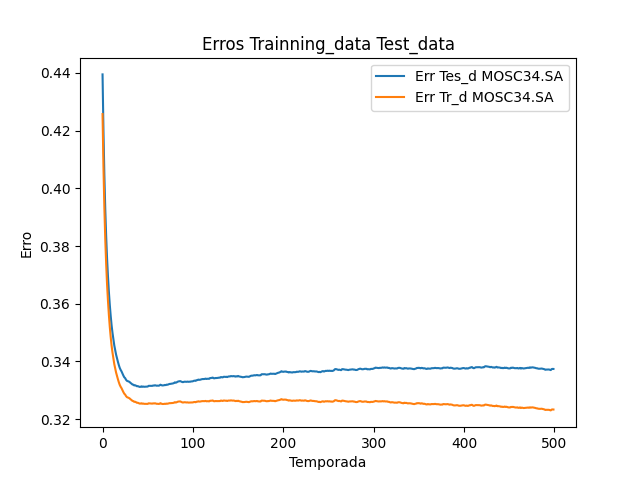 Erros Trainning_data Test_data
Err Tes_d MOSC34.SA
Err Tr_d MOSC34.SA
0.44
0.42
0.40
0.38
0.36
0.34
0.32
Erro
0 100 200 300 400 500
Temporada